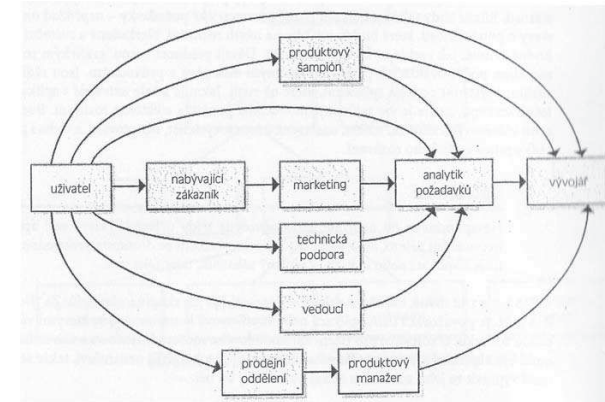 produktový
šampión
uživatel
nabývající
zákazník
marketing
analytik
požadavků
vývojář
technická
podpora
vedoucí
prodejní
oddělení
produktový
manažer